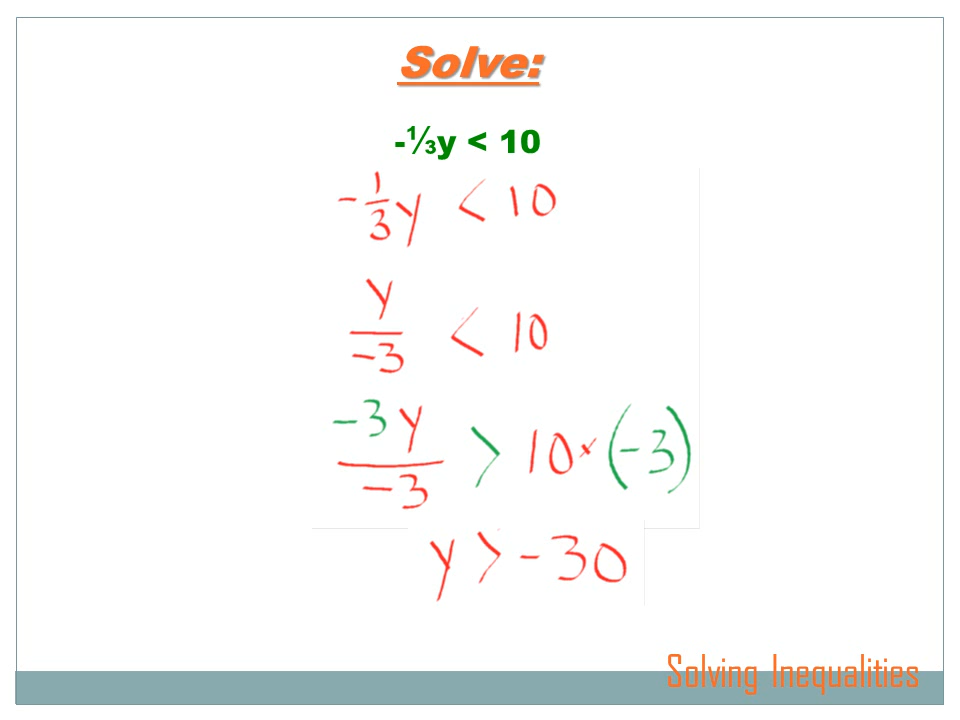 Solve:
-⅓y < 10
-1/3 y < 10
y/-3 < 10
-3y/-3 > 10 × (-3)
y > -30
Solving Inequalities